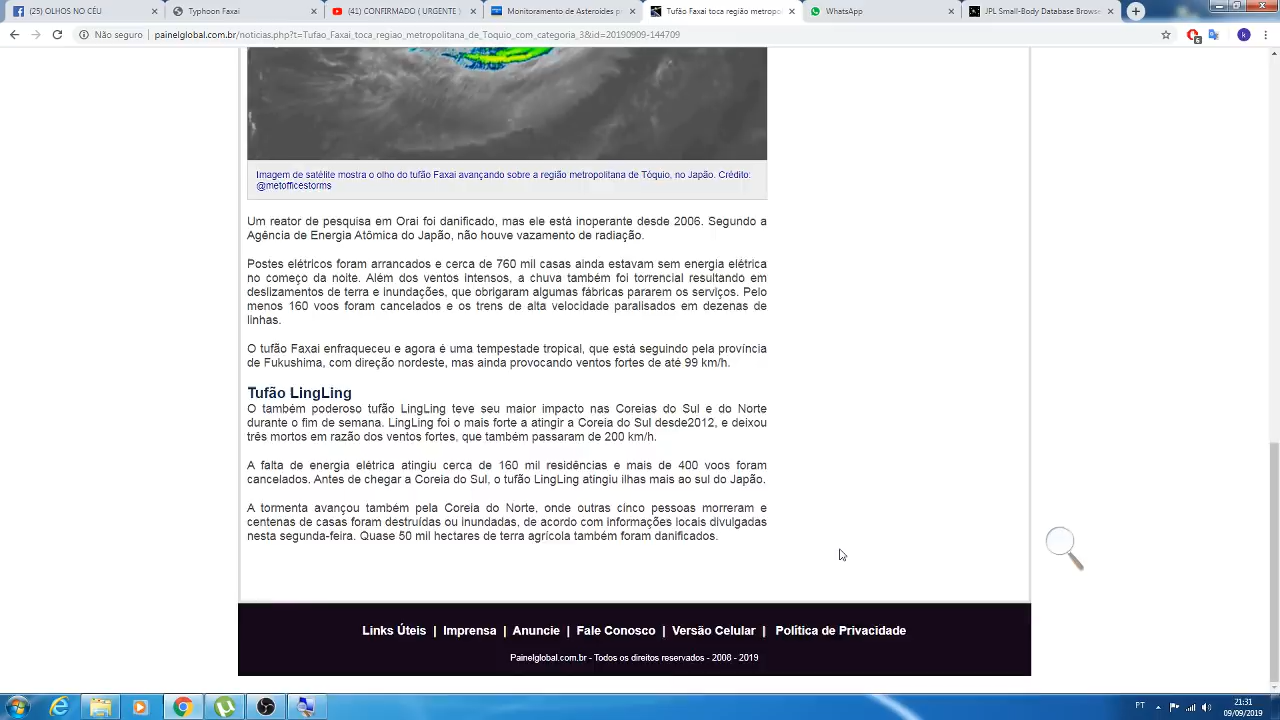 (25) OLHOS NO CÉU
Typhoon Faxai
(41) CONFIRMADO ( URGENTE )
Monitoramento de Asteroides p
Tufão Faxai toca região metropo
WhatsApp
JPL Small-Body Database Brows
Não seguro
painelglobal.com.br/noticias.php?t=Tufao_Faxai_toca_regiao_metropolitana_de_Toquio_com_categoria_3&id=20190909-144709
Imagem de satélite mostra o olho do tufão Faxai avançando sobre a região metropolitana de Tóquio, no Japão. Crédito:
@metofficestorms
Um reator de pesquisa em Orai foi danificado, mas ele está inoperante desde 2006. Segundo a
Agência de Energia Atômica do Japão, não houve vazamento de radiação.
Postes elétricos foram arrancados e cerca de 760 mil casas ainda estavam sem energia elétrica
no começo da noite. Além dos ventos intensos, a chuva também foi torrencial resultando em
deslizamentos de terra e inundações, que obrigaram algumas fábricas pararem os serviços. Pelo
menos 160 voos foram cancelados e os trens de alta velocidade paralisados em dezenas de
linhas.
O tufão Faxai enfraqueceu e agora é uma tempestade tropical, que está seguindo pela província
de Fukushima, com direção nordeste, mas ainda provocando ventos fortes de até 99 km/h.
Tufão LingLing
O também poderoso tufão LingLing teve seu maior impacto nas Coreias do Sul e do Norte
durante o fim de semana. LingLing foi o mais forte a atingir a Coreia do Sul desde2012, e deixou
três mortos em razão dos ventos fortes, que também passaram de 200 km/h.
A falta de energia elétrica atingiu cerca de 160 mil residências e mais de 400 voos foram
cancelados. Antes de chegar a Coreia do Sul, o tufão LingLing atingiu ilhas mais ao sul do Japão.
A tormenta avançou também pela Coreia do Norte, onde outras cinco pessoas morreram e
centenas de casas foram destruídas ou inundadas, de acordo com informações locais divulgadas
nesta segunda-feira. Quase 50 mil hectares de terra agrícola também foram danificados.
Links Úteis | Imprensa | Anuncie | Fale Conosco | Versão Celular | Política de Privacidade
Painelglobal.com.br - Todos os direitos reservados - 2008 - 2019
PT
21:31
09/09/2019